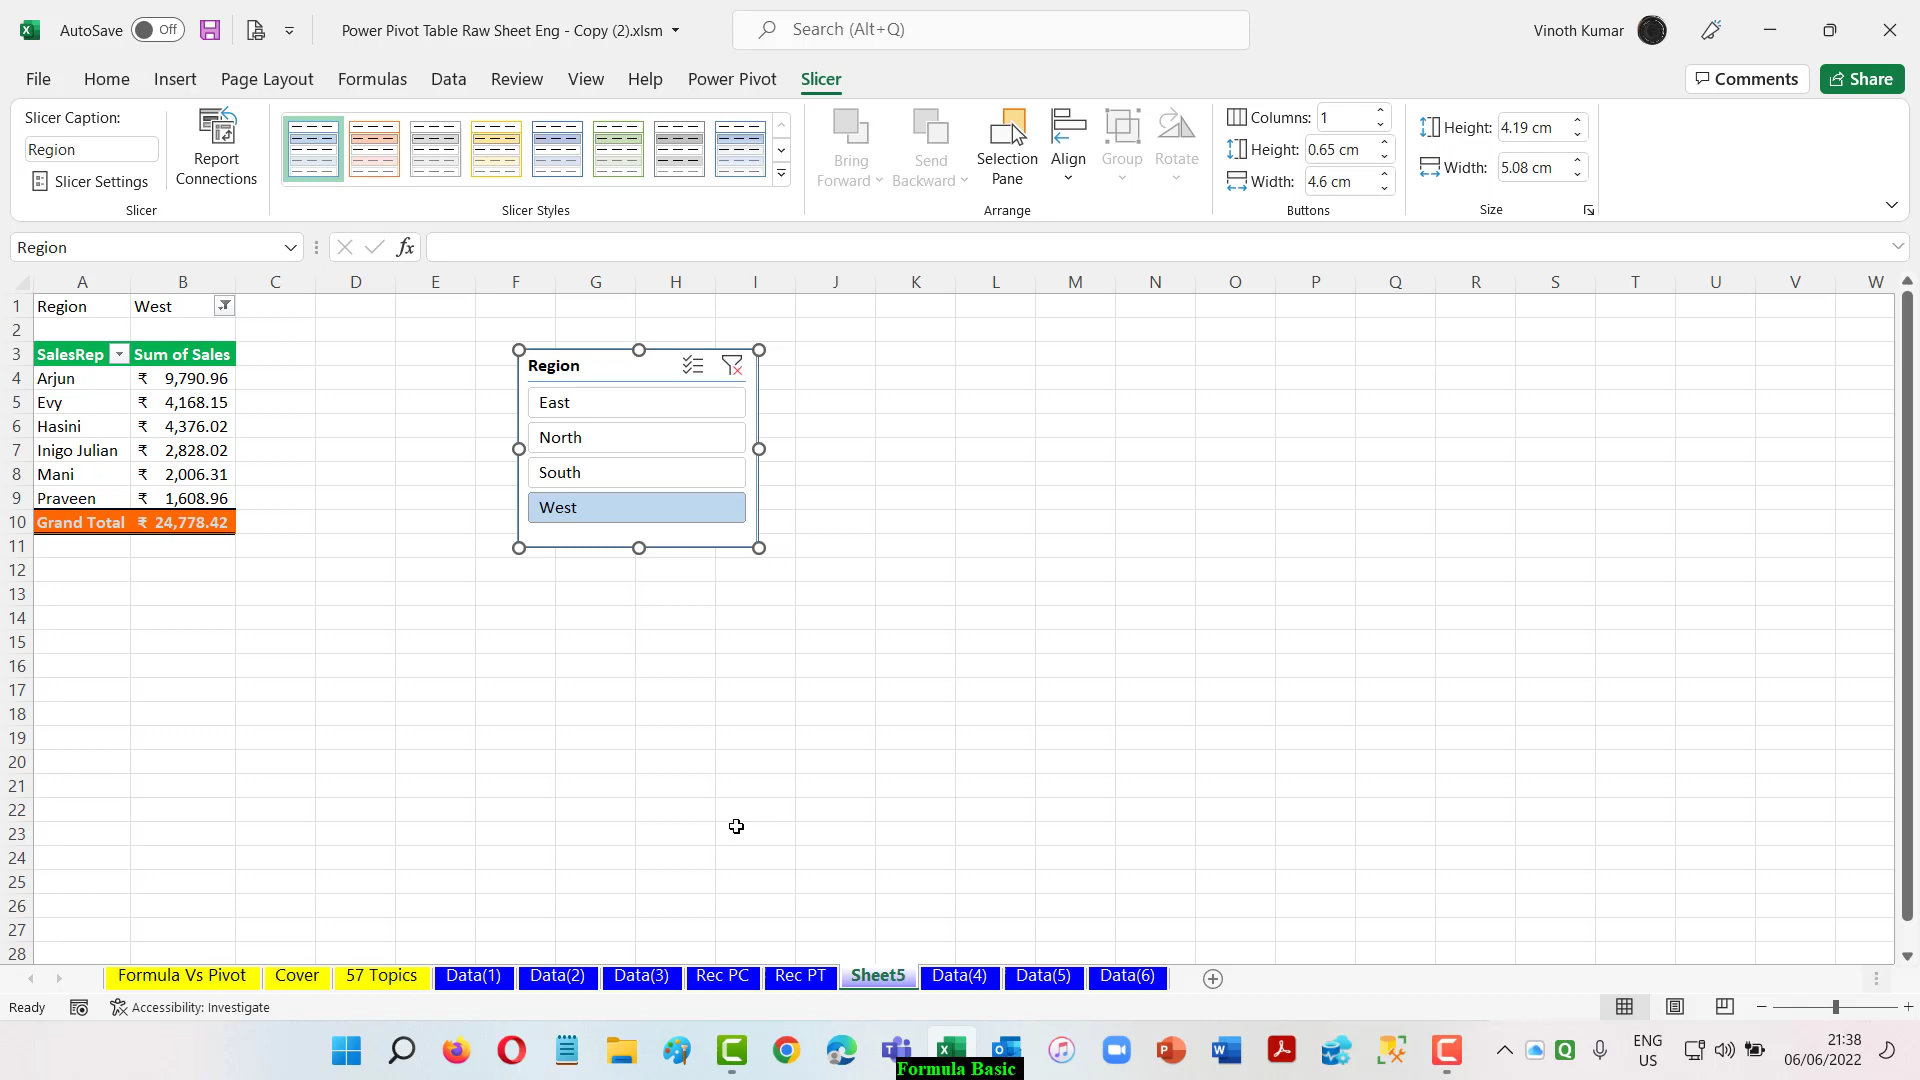 AutoSave Off Power Pivot Table Raw Sheet Eng - Copy (2).xlsm Search (Alt+Q) Vinoth Kumar
File Home Insert Page Layout Formulas Data Review View Help Power Pivot Slicer Comments Share
Slicer Caption:
Region
Slicer Settings
Slicer
Report
Connections
Slicer Styles
Bring
Forward
Send
Backward
Selection
Pane
Align
Group
Rotate
Arrange
Columns: 1
Height: 0.65 cm
Width: 4.6 cm
Buttons
Height: 4.19 cm
Width: 5.08 cm
Size
Region fx
A B C D E F G H I J K L M N O P Q R S T U V W
1 Region West
2
3 SalesRep Sum of Sales
4 Arjun ₹ 9,790.96
5 Evy ₹ 4,168.15
6 Hasini ₹ 4,376.02
7 Inigo Julian ₹ 2,828.02
8 Mani ₹ 2,006.31
9 Praveen ₹ 1,608.96
10 Grand Total ₹ 24,778.42
11
12
13
14
15
16
17
18
19
20
21
22
23
24
25
26
27
28
Region
East
North
South
West
Formula Vs Pivot Cover 57 Topics Data(1) Data(2) Data(3) Rec PC Rec PT Sheet5 Data(4) Data(5) Data(6)
Ready Accessibility: Investigate
Formula Basic
ENG
US
21:38
06/06/2022